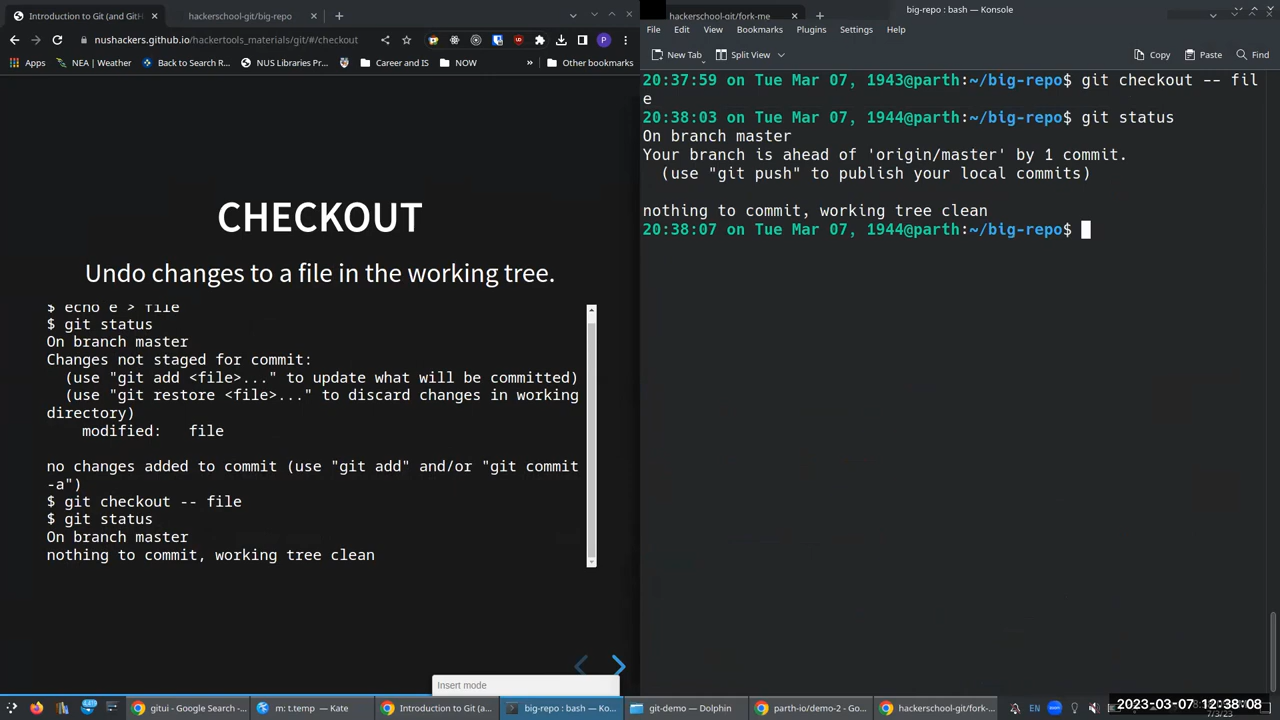 Introduction to Git (and GitH
hackerschool-git/big-repo
nushackers.github.io/hackertools_materials/git/#/checkout
Apps
NEA | Weather
Back to Search R...
NUS Libraries Pr...
Career and IS
NOW
»
Other bookmarks
CHECKOUT
Undo changes to a file in the working tree.
$ echo e > file
$ git status
On branch master
Changes not staged for commit:
(use "git add <file>..." to update what will be committed)
(use "git restore <file>..." to discard changes in working
directory)
modified: file
no changes added to commit (use "git add" and/or "git commit
-a")
$ git checkout -- file
$ git status
On branch master
nothing to commit, working tree clean
Insert mode
hackerschool-git/fork-me
big-repo : bash — Konsole
File Edit View Bookmarks Plugins Settings Help
New Tab
Split View
Copy
Paste
Find
20:37:59 on Tue Mar 07, 1943@parth:~/big-repo$ git checkout -- fil
e
20:38:03 on Tue Mar 07, 1944@parth:~/big-repo$ git status
On branch master
Your branch is ahead of 'origin/master' by 1 commit.
(use "git push" to publish your local commits)
nothing to commit, working tree clean
20:38:07 on Tue Mar 07, 1944@parth:~/big-repo$
gitui - Google Search -...
m: t.temp — Kate
Introduction to Git (a...
big-repo : bash — Ko...
git-demo — Dolphin
parth-io/demo-2 - Go...
hackerschool-git/fork-...
EN
2023-03-07 12:38:08
7/3/23